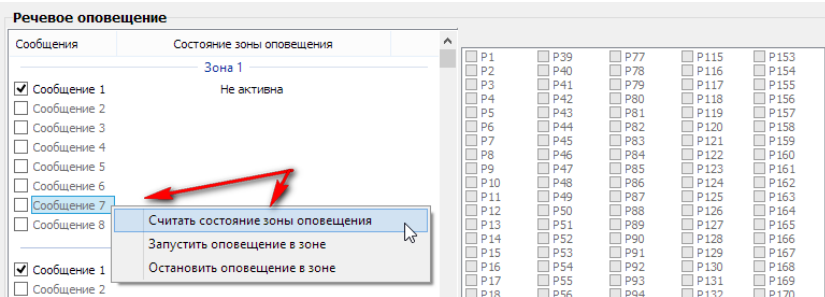 Речевое оповещение
Сообщения Состояние зоны оповещения
Зона 1
Сообщение 1 Не активна
Сообщение 2
Сообщение 3
Сообщение 4
Сообщение 5
Сообщение 6
Сообщение 7
Сообщение 8
Считать состояние зоны оповещения
Запустить оповещение в зоне
Остановить оповещение в зоне
Сообщение 1
Сообщение 2
P1 P39 P77 P115 P153
P2 P40 P78 P116 P154
P3 P41 P79 P117 P155
P4 P42 P80 P118 P156
P5 P43 P81 P119 P157
P6 P44 P82 P120 P158
P7 P45 P83 P121 P159
P8 P46 P84 P122 P160
P9 P47 P85 P123 P161
P10 P48 P86 P124 P162
P11 P49 P87 P125 P163
P12 P50 P88 P126 P164
P13 P51 P89 P127 P165
P14 P52 P90 P128 P166
P15 P53 P91 P129 P167
P16 P54 P92 P130 P168
P17 P55 P93 P131 P169
P18 P56 P94 P132 P170